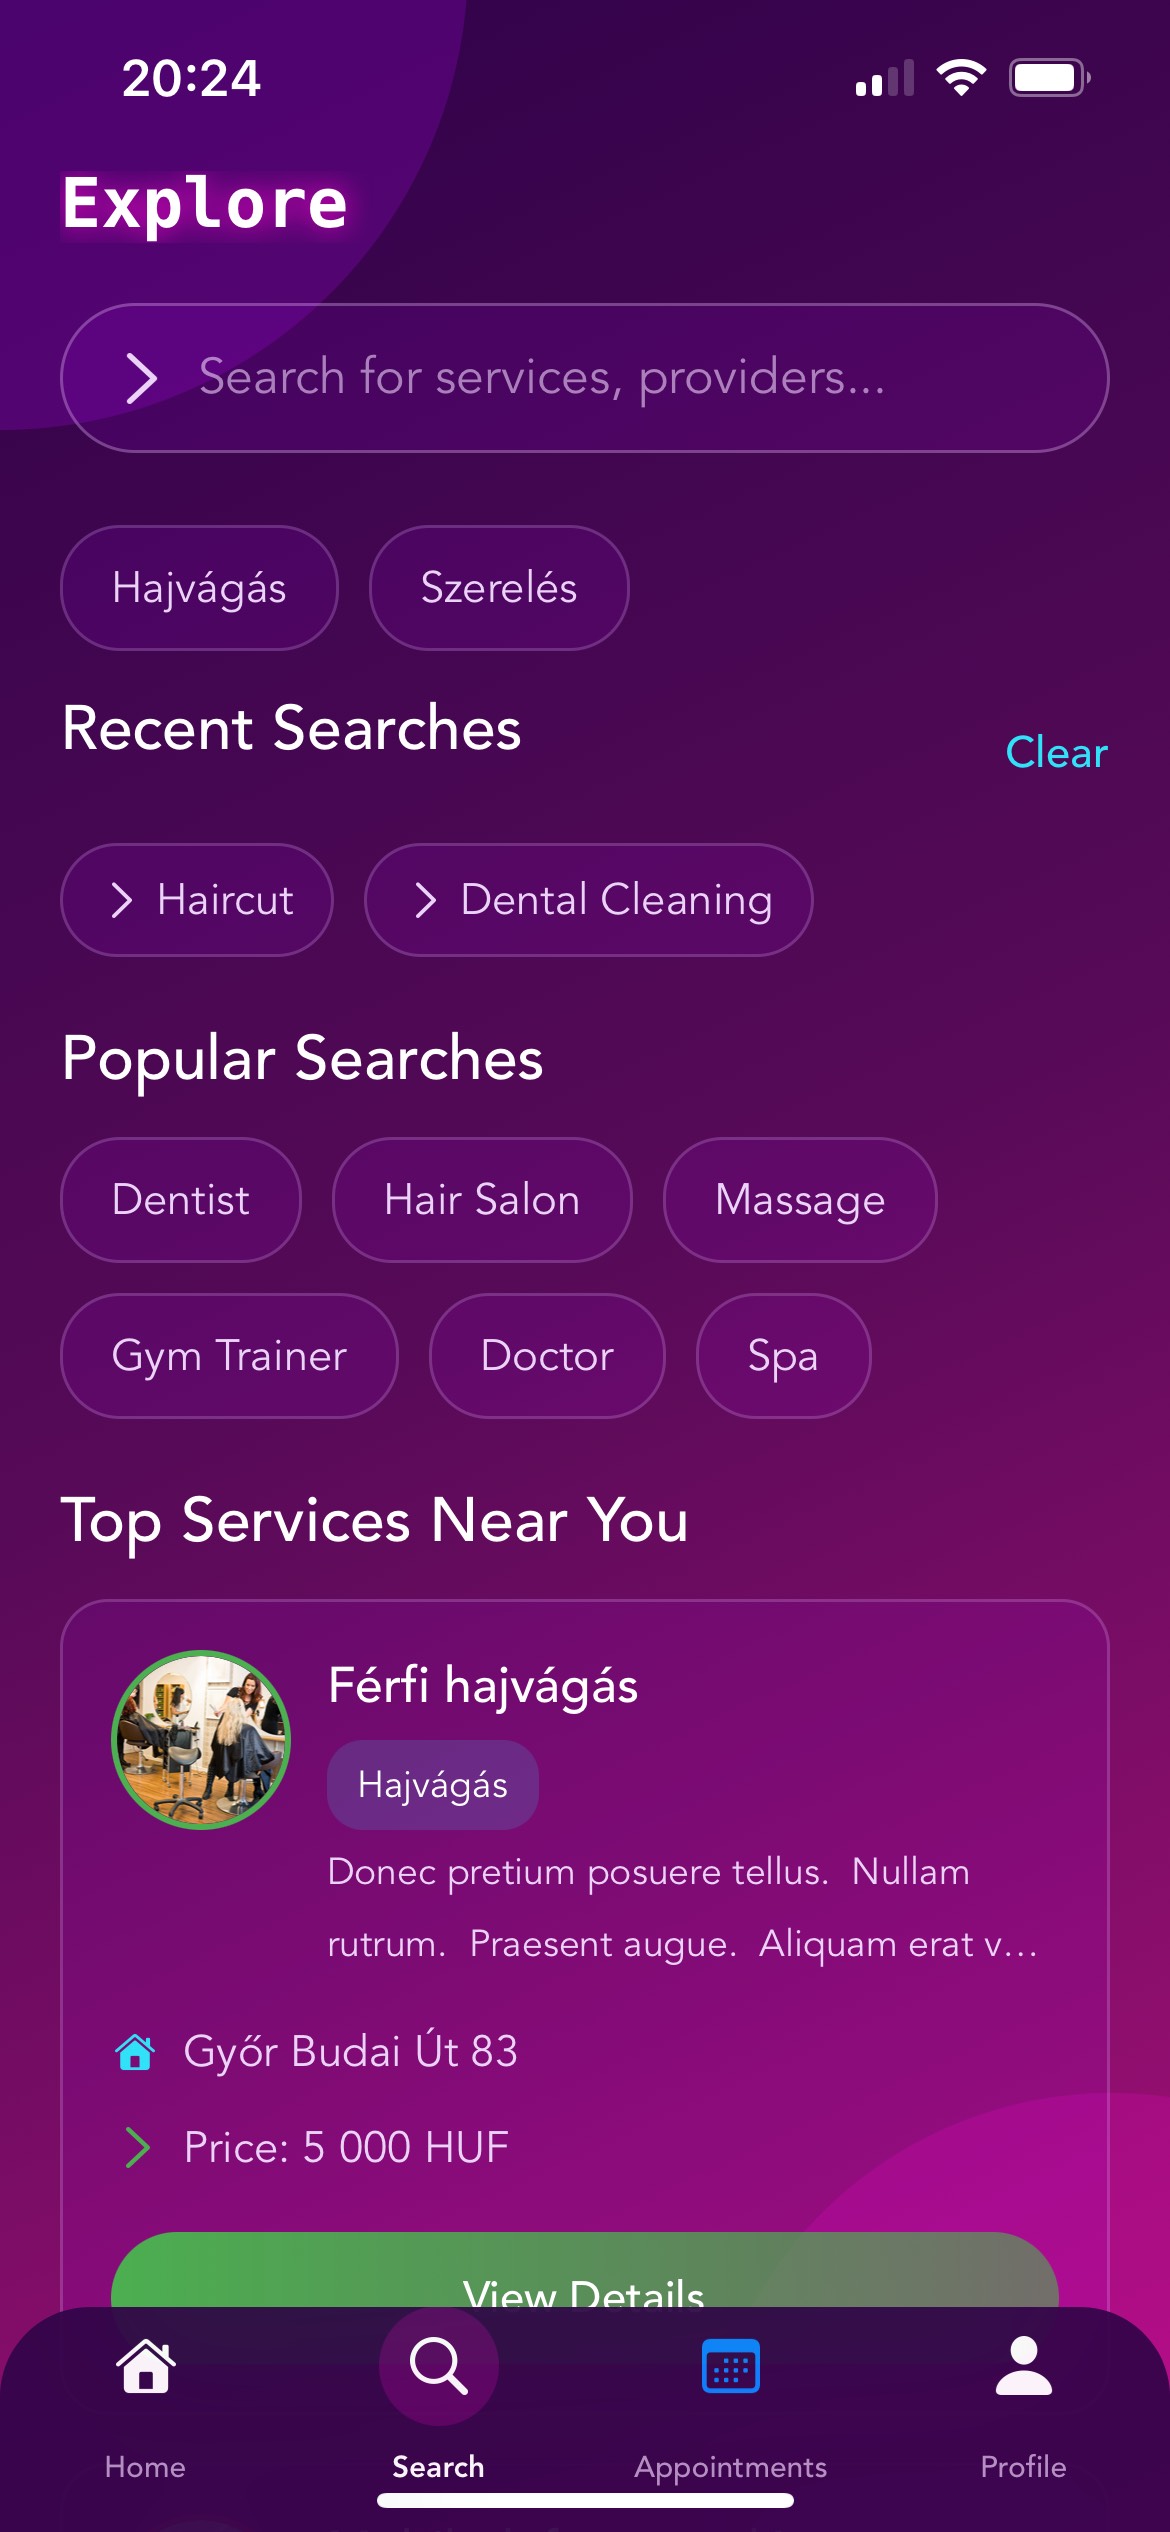 20:24
Explore
Search for services, providers...
Hajvágás
Szerelés
Recent Searches
Clear
Haircut
Dental Cleaning
Popular Searches
Dentist
Hair Salon
Massage
Gym Trainer
Doctor
Spa
Top Services Near You
Férfi hajvágás
Hajvágás
Donec pretium posuere tellus. Nullam
rutrum. Praesent augue. Aliquam erat v...
Győr Budai Út 83
Price: 5 000 HUF
View Details
Home
Search
Appointments
Profile